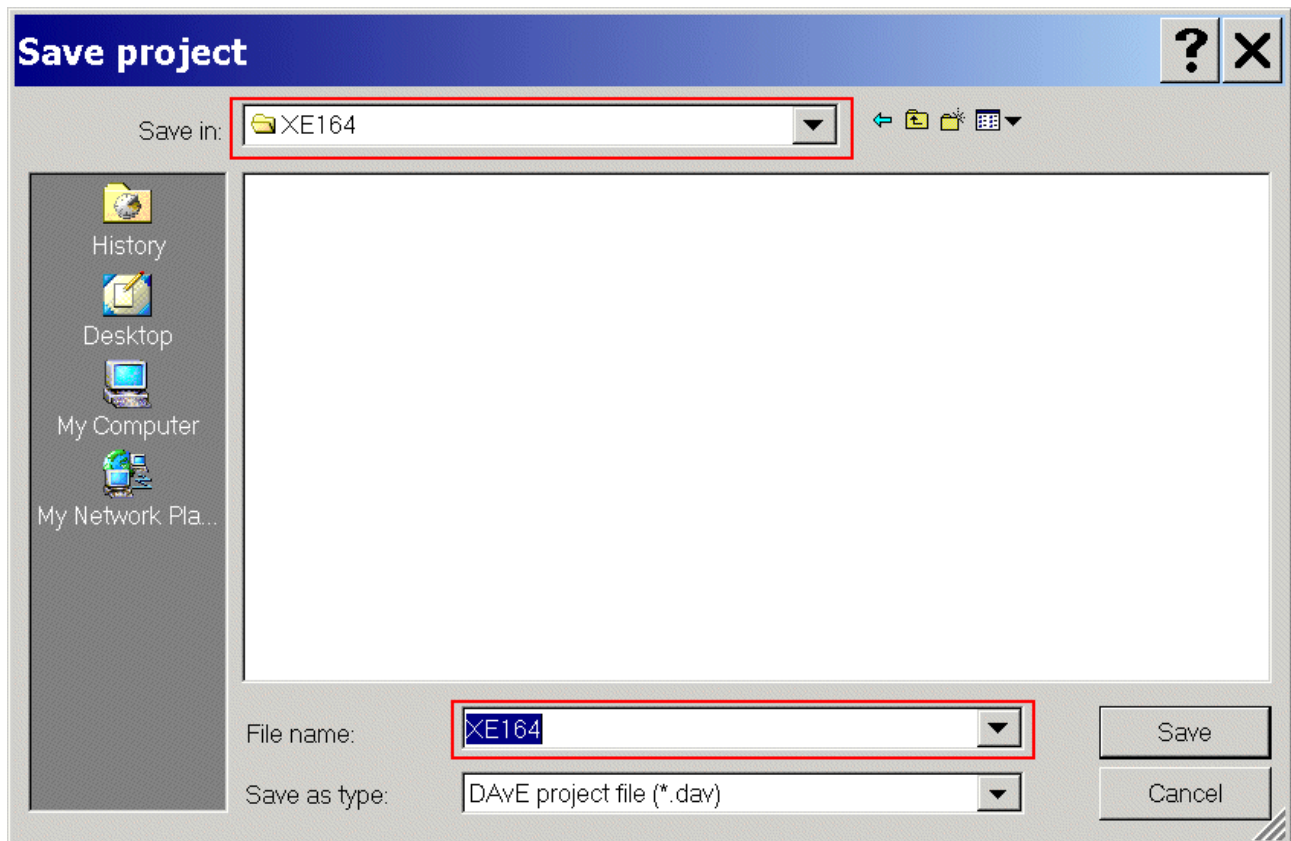 Save project
Save in: XE164
History
Desktop
My Computer
My Network Pla...
File name: XE164
Save
Save as type: DAvE project file (*.dav)
Cancel